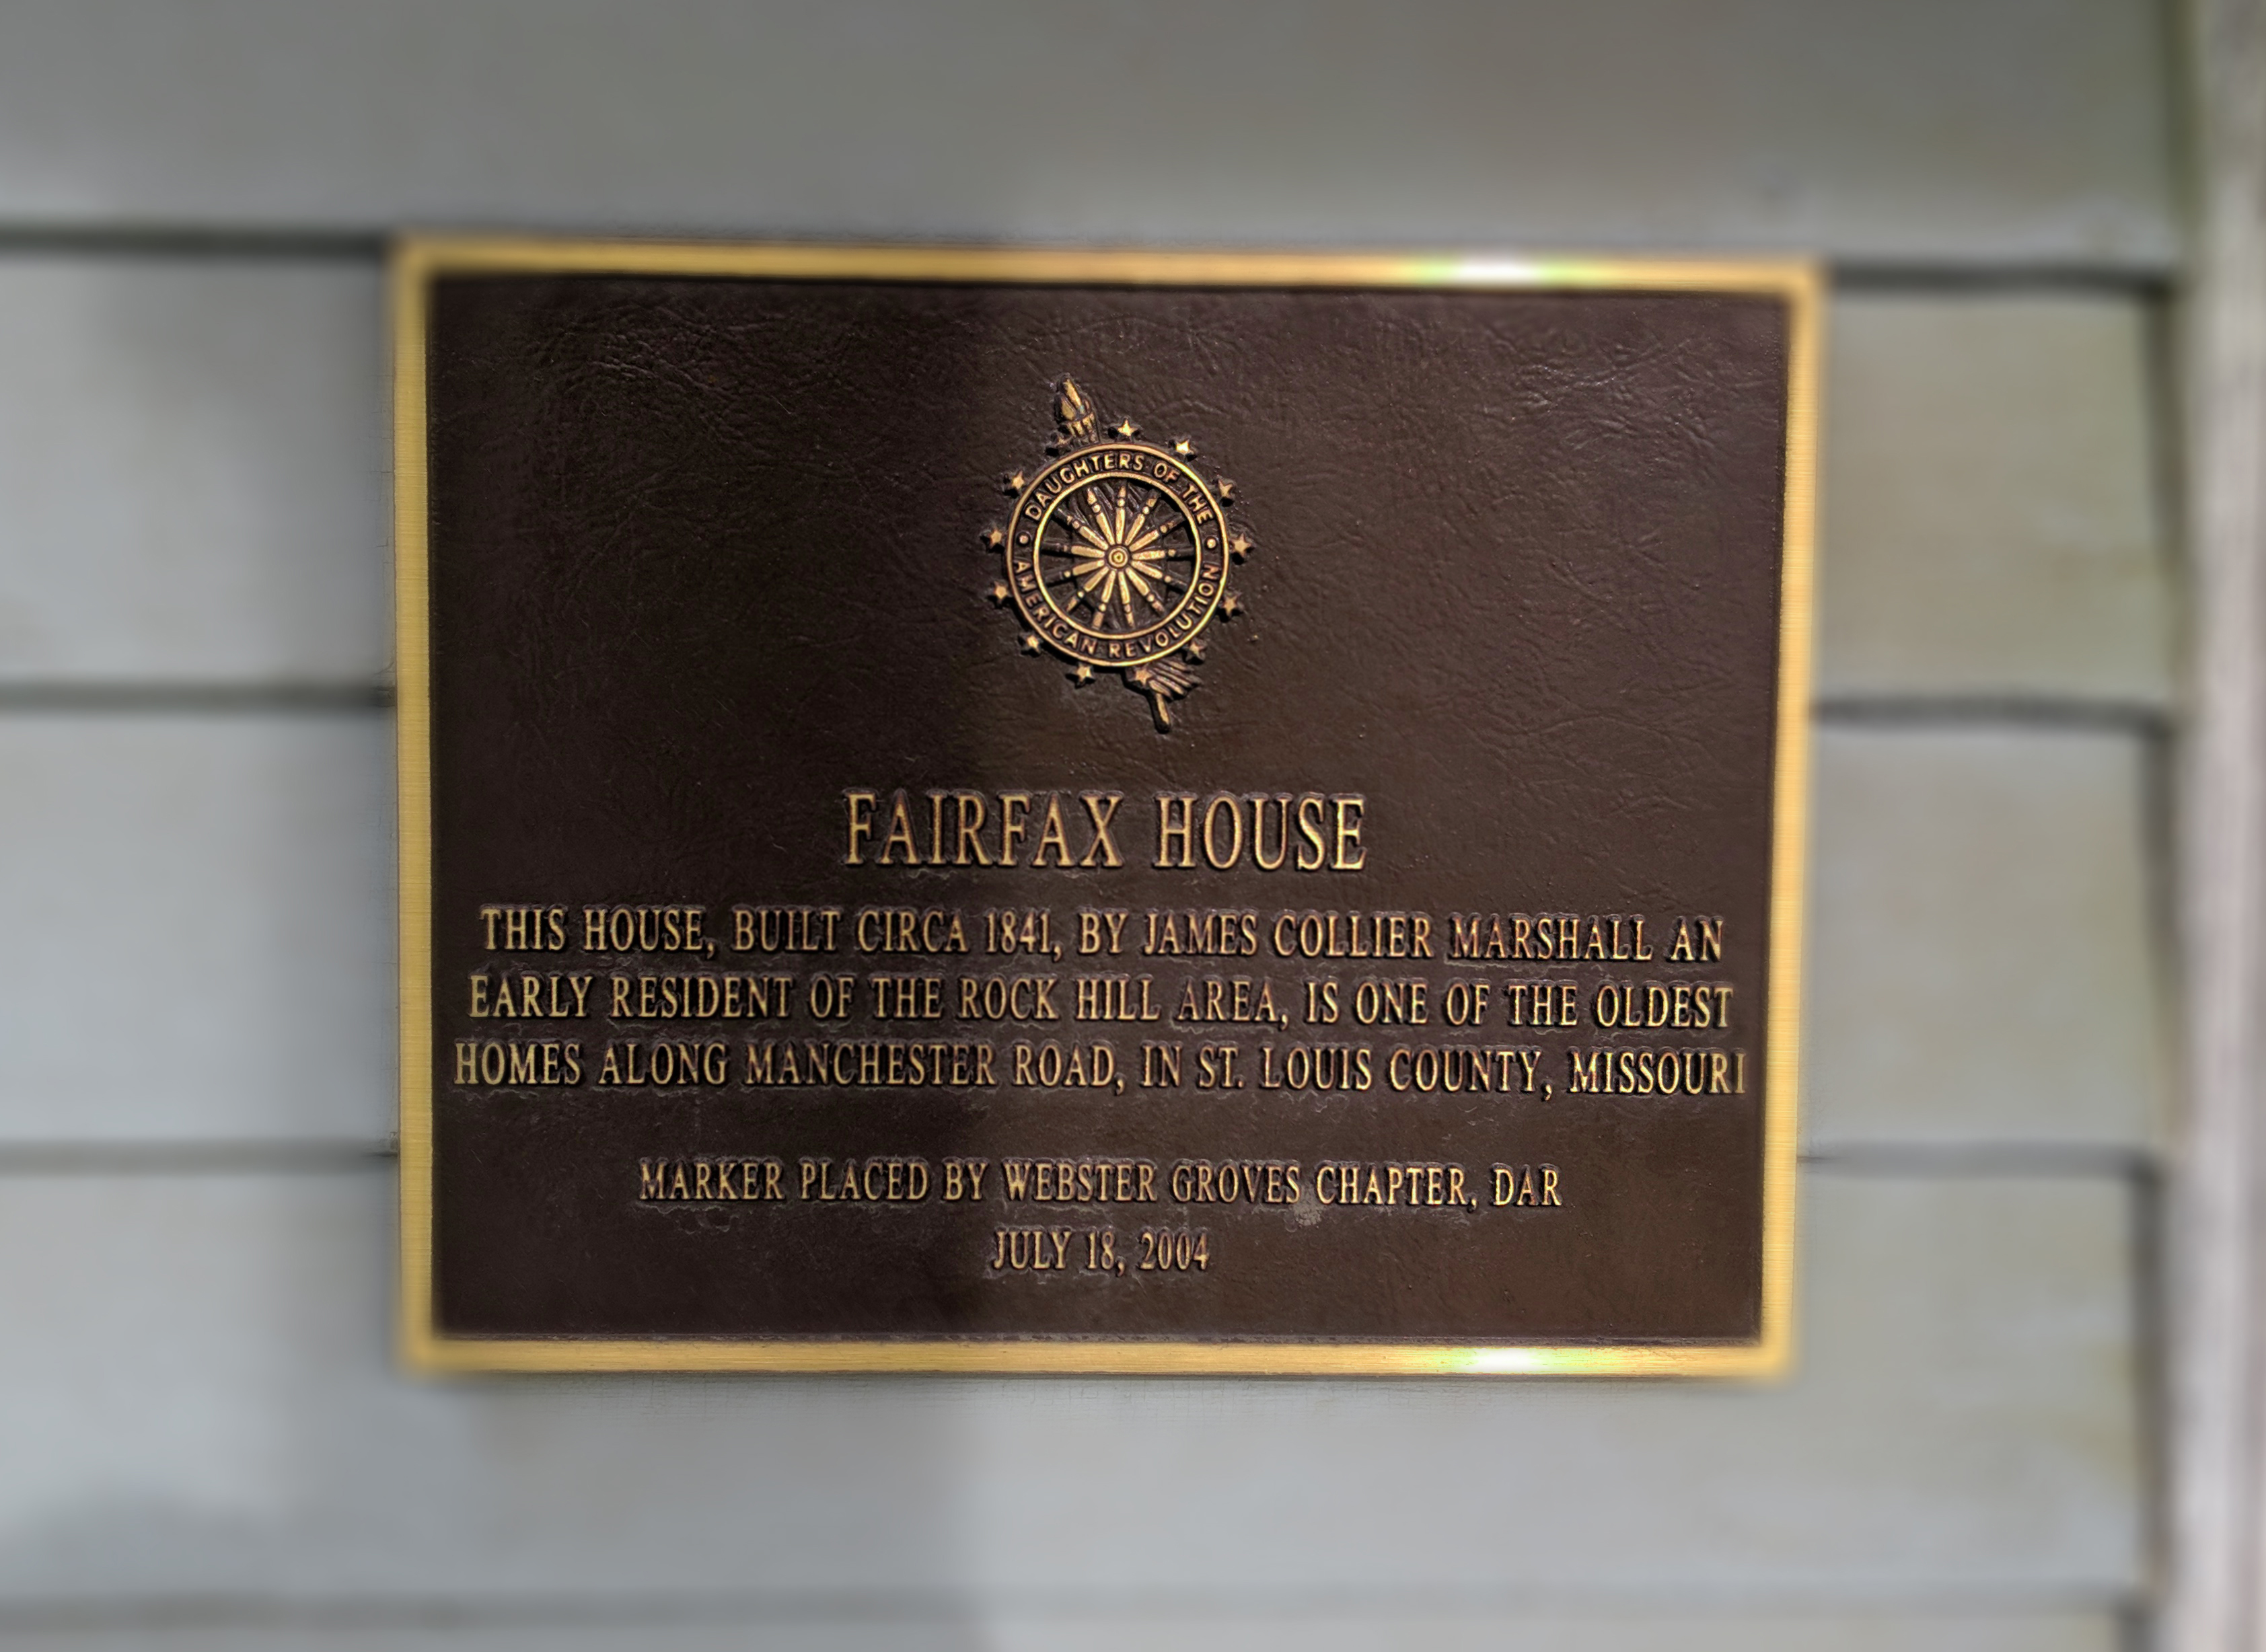 DAUGHTERS OF THE
AMERICAN REVOLUTION
FAIRFAX HOUSE
THIS HOUSE, BUILT CIRCA 1841, BY JAMES COLLIER MARSHALL AN
EARLY RESIDENT OF THE ROCK HILL AREA, IS ONE OF THE OLDEST
HOMES ALONG MANCHESTER ROAD, IN ST. LOUIS COUNTY, MISSOURI
MARKER PLACED BY WEBSTER GROVES CHAPTER, DAR
JULY 18, 2004